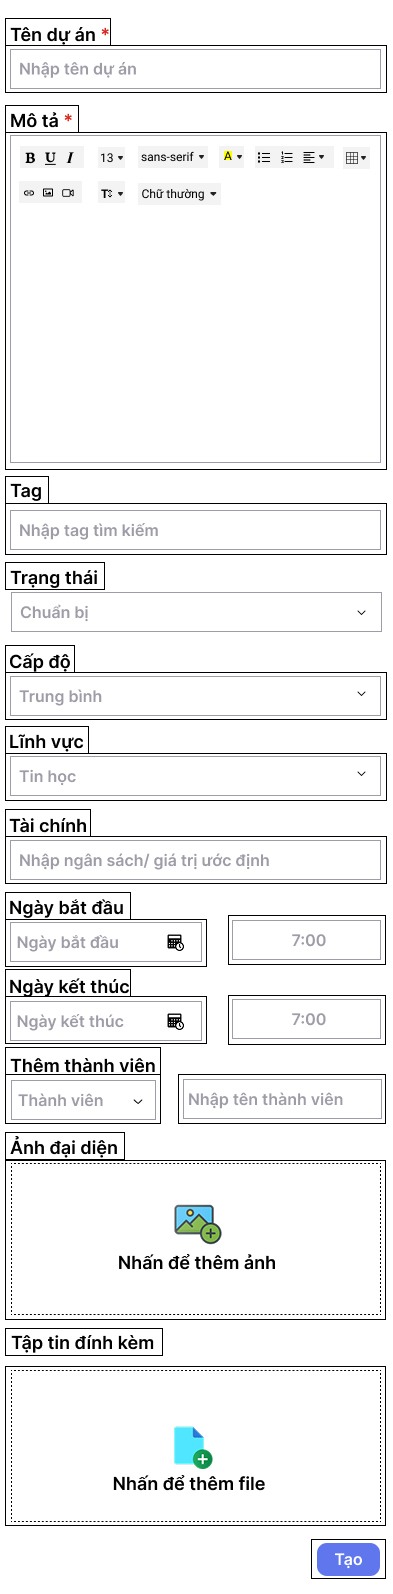 Tên dự án *
Nhập tên dự án
Mô tả *
B U I 13 sans-serif A
T Chữ thường
Tag
Nhập tag tìm kiếm
Trạng thái
Chuẩn bị
Cấp độ
Trung bình
Lĩnh vực
Tin học
Tài chính
Nhập ngân sách/ giá trị ước định
Ngày bắt đầu
Ngày bắt đầu 7:00
Ngày kết thúc
Ngày kết thúc 7:00
Thêm thành viên
Thành viên Nhập tên thành viên
Ảnh đại diện
Nhấn để thêm ảnh
Tập tin đính kèm
Nhấn để thêm file
Tạo